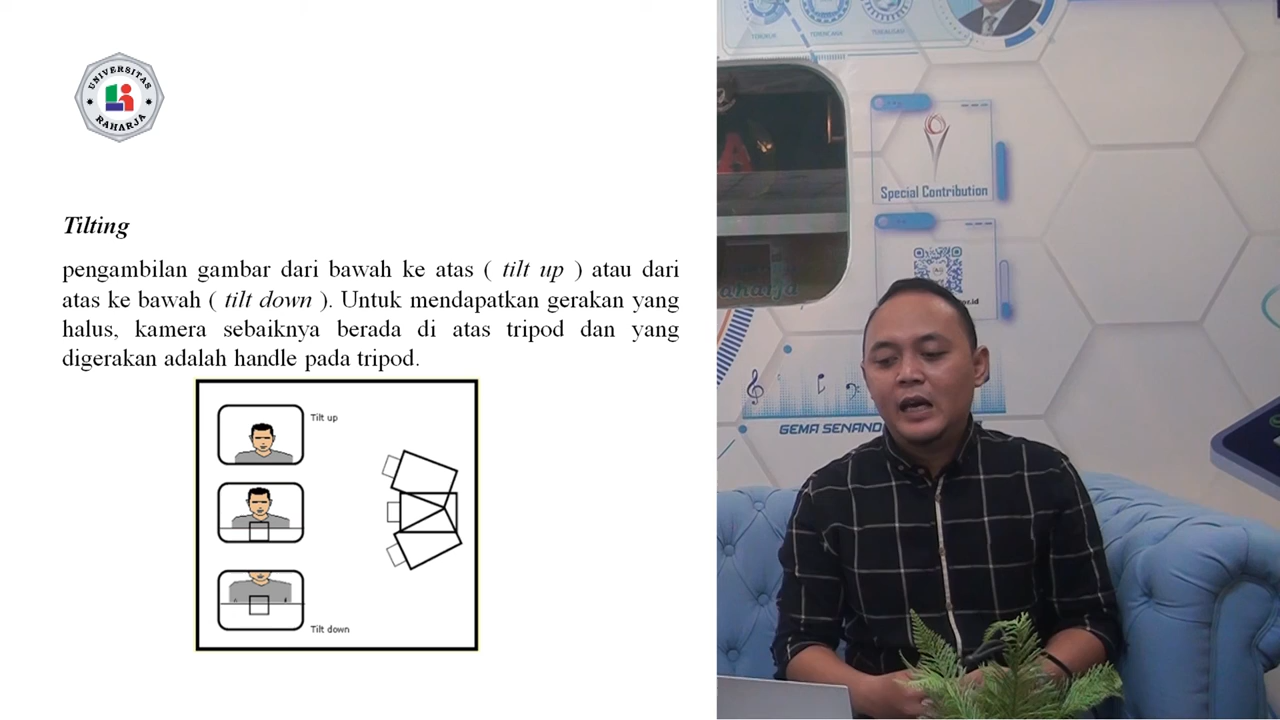 UNIVERSITAS
RAHARJA
Tilting
pengambilan gambar dari bawah ke atas ( tilt up ) atau dari
atas ke bawah ( tilt down ). Untuk mendapatkan gerakan yang
halus, kamera sebaiknya berada di atas tripod dan yang
digerakan adalah handle pada tripod.
Tilt up
Tilt down
TERENCANA
Special Contribution
GEMA SENAND